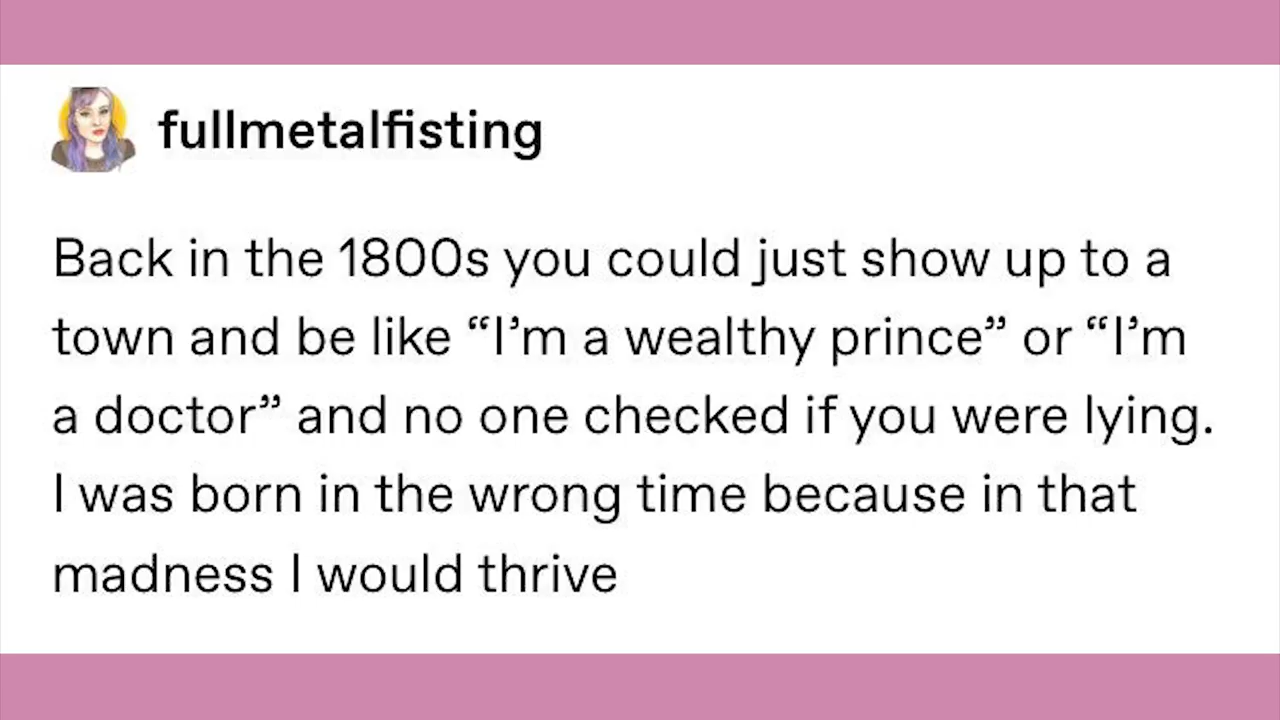 fullmetalfisting
Back in the 1800s you could just show up to a
town and be like “I’m a wealthy prince” or “I’m
a doctor” and no one checked if you were lying.
I was born in the wrong time because in that
madness I would thrive